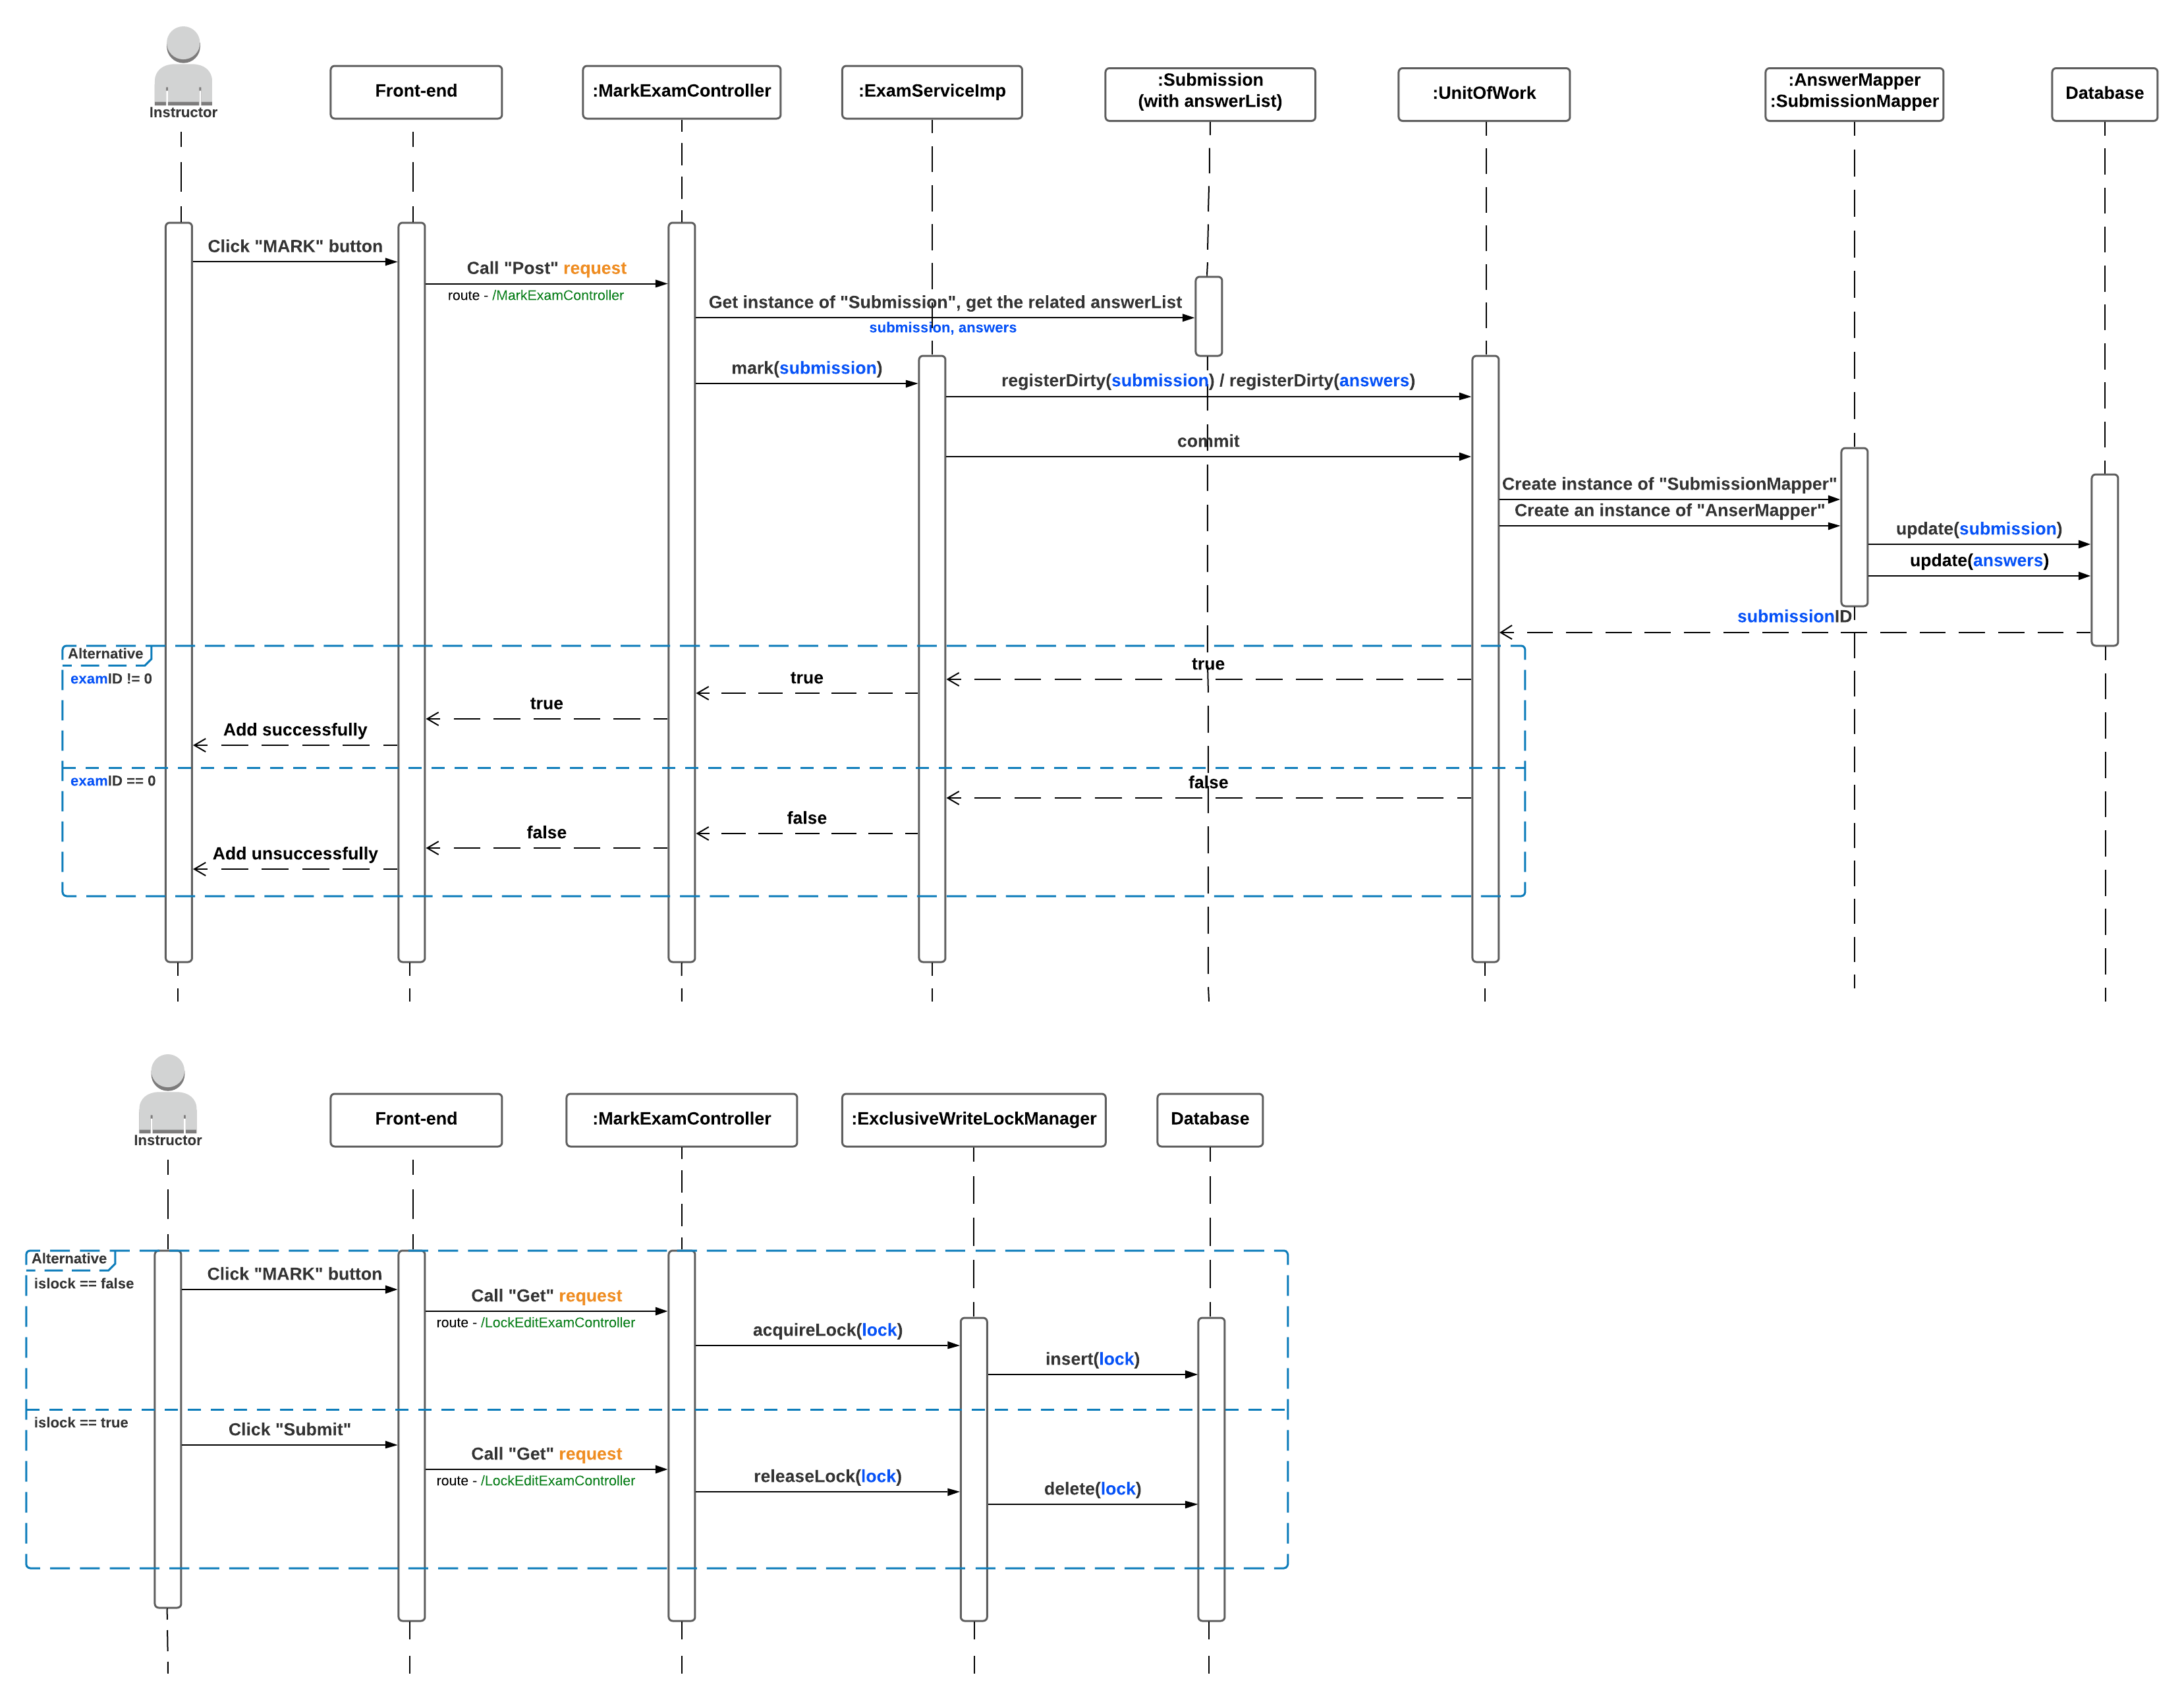 Instructor
Front-end
:MarkExamController
:ExamServiceImp
:Submission
(with answerList)
:UnitOfWork
:AnswerMapper
:SubmissionMapper
Database
Click "MARK" button
Call "Post" request
route - /MarkExamController
Get instance of "Submission", get the related answerList
submission, answers
mark(submission)
registerDirty(submission) / registerDirty(answers)
commit
Create instance of "SubmissionMapper"
Create an instance of "AnserMapper"
update(submission)
update(answers)
submissionID
Alternative
examID != 0
true
true
true
Add successfully
examID == 0
false
false
false
Add unsuccessfully
Instructor
Front-end
:MarkExamController
:ExclusiveWriteLockManager
Database
Alternative
islock == false
Click "MARK" button
Call "Get" request
route - /LockEditExamController
acquireLock(lock)
insert(lock)
islock == true
Click "Submit"
Call "Get" request
route - /LockEditExamController
releaseLock(lock)
delete(lock)